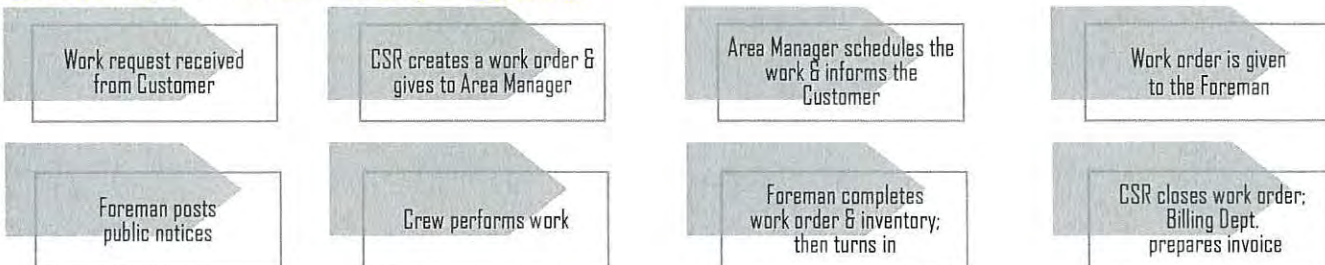 Work request received
from Customer
CSR creates a work order &
gives to Area Manager
Area Manager schedules the
work & informs the
Customer
Work order is given
to the Foreman
Foreman posts
public notices
Crew performs work
Foreman completes
work order & inventory;
then turns in
CSR closes work order;
Billing Dept.
prepares invoice